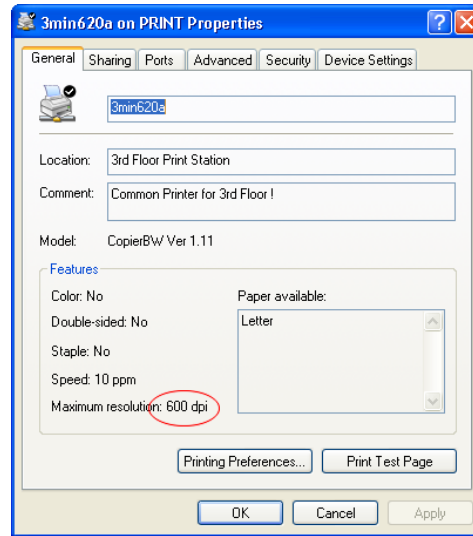 3min620a on PRINT Properties
General Sharing Ports Advanced Security Device Settings
3min620a
Location: 3rd Floor Print Station
Comment: Common Printer for 3rd Floor !
Model: CopierBW Ver 1.11
Features
Color: No Paper available:
Double-sided: No Letter
Staple: No
Speed: 10 ppm
Maximum resolution: 600 dpi
Printing Preferences... Print Test Page
OK Cancel Apply